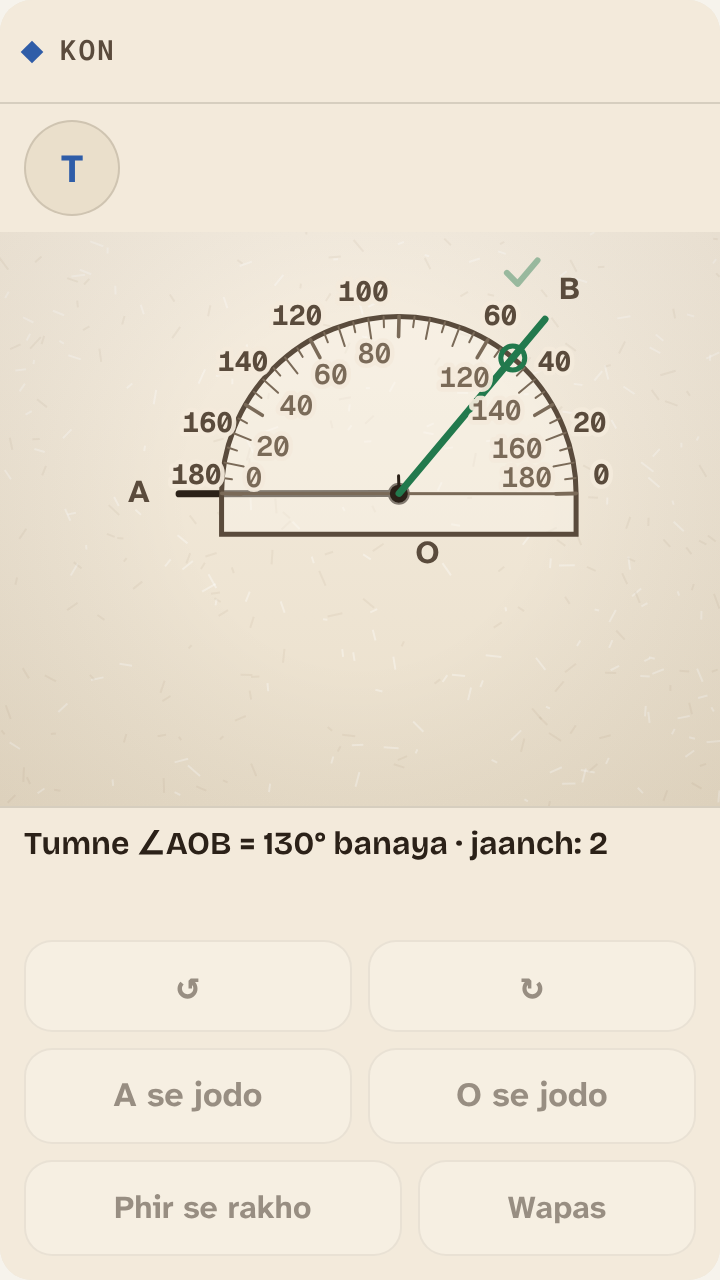 ◆ KON
T
B
100
120 60
140 80 40
60 120
40 140
160 20
20 160
180 0 180 0
A
O
Tumne ∠AOB = 130° banaya · jaanch: 2
↺ ↻
A se jodo O se jodo
Phir se rakho Wapas